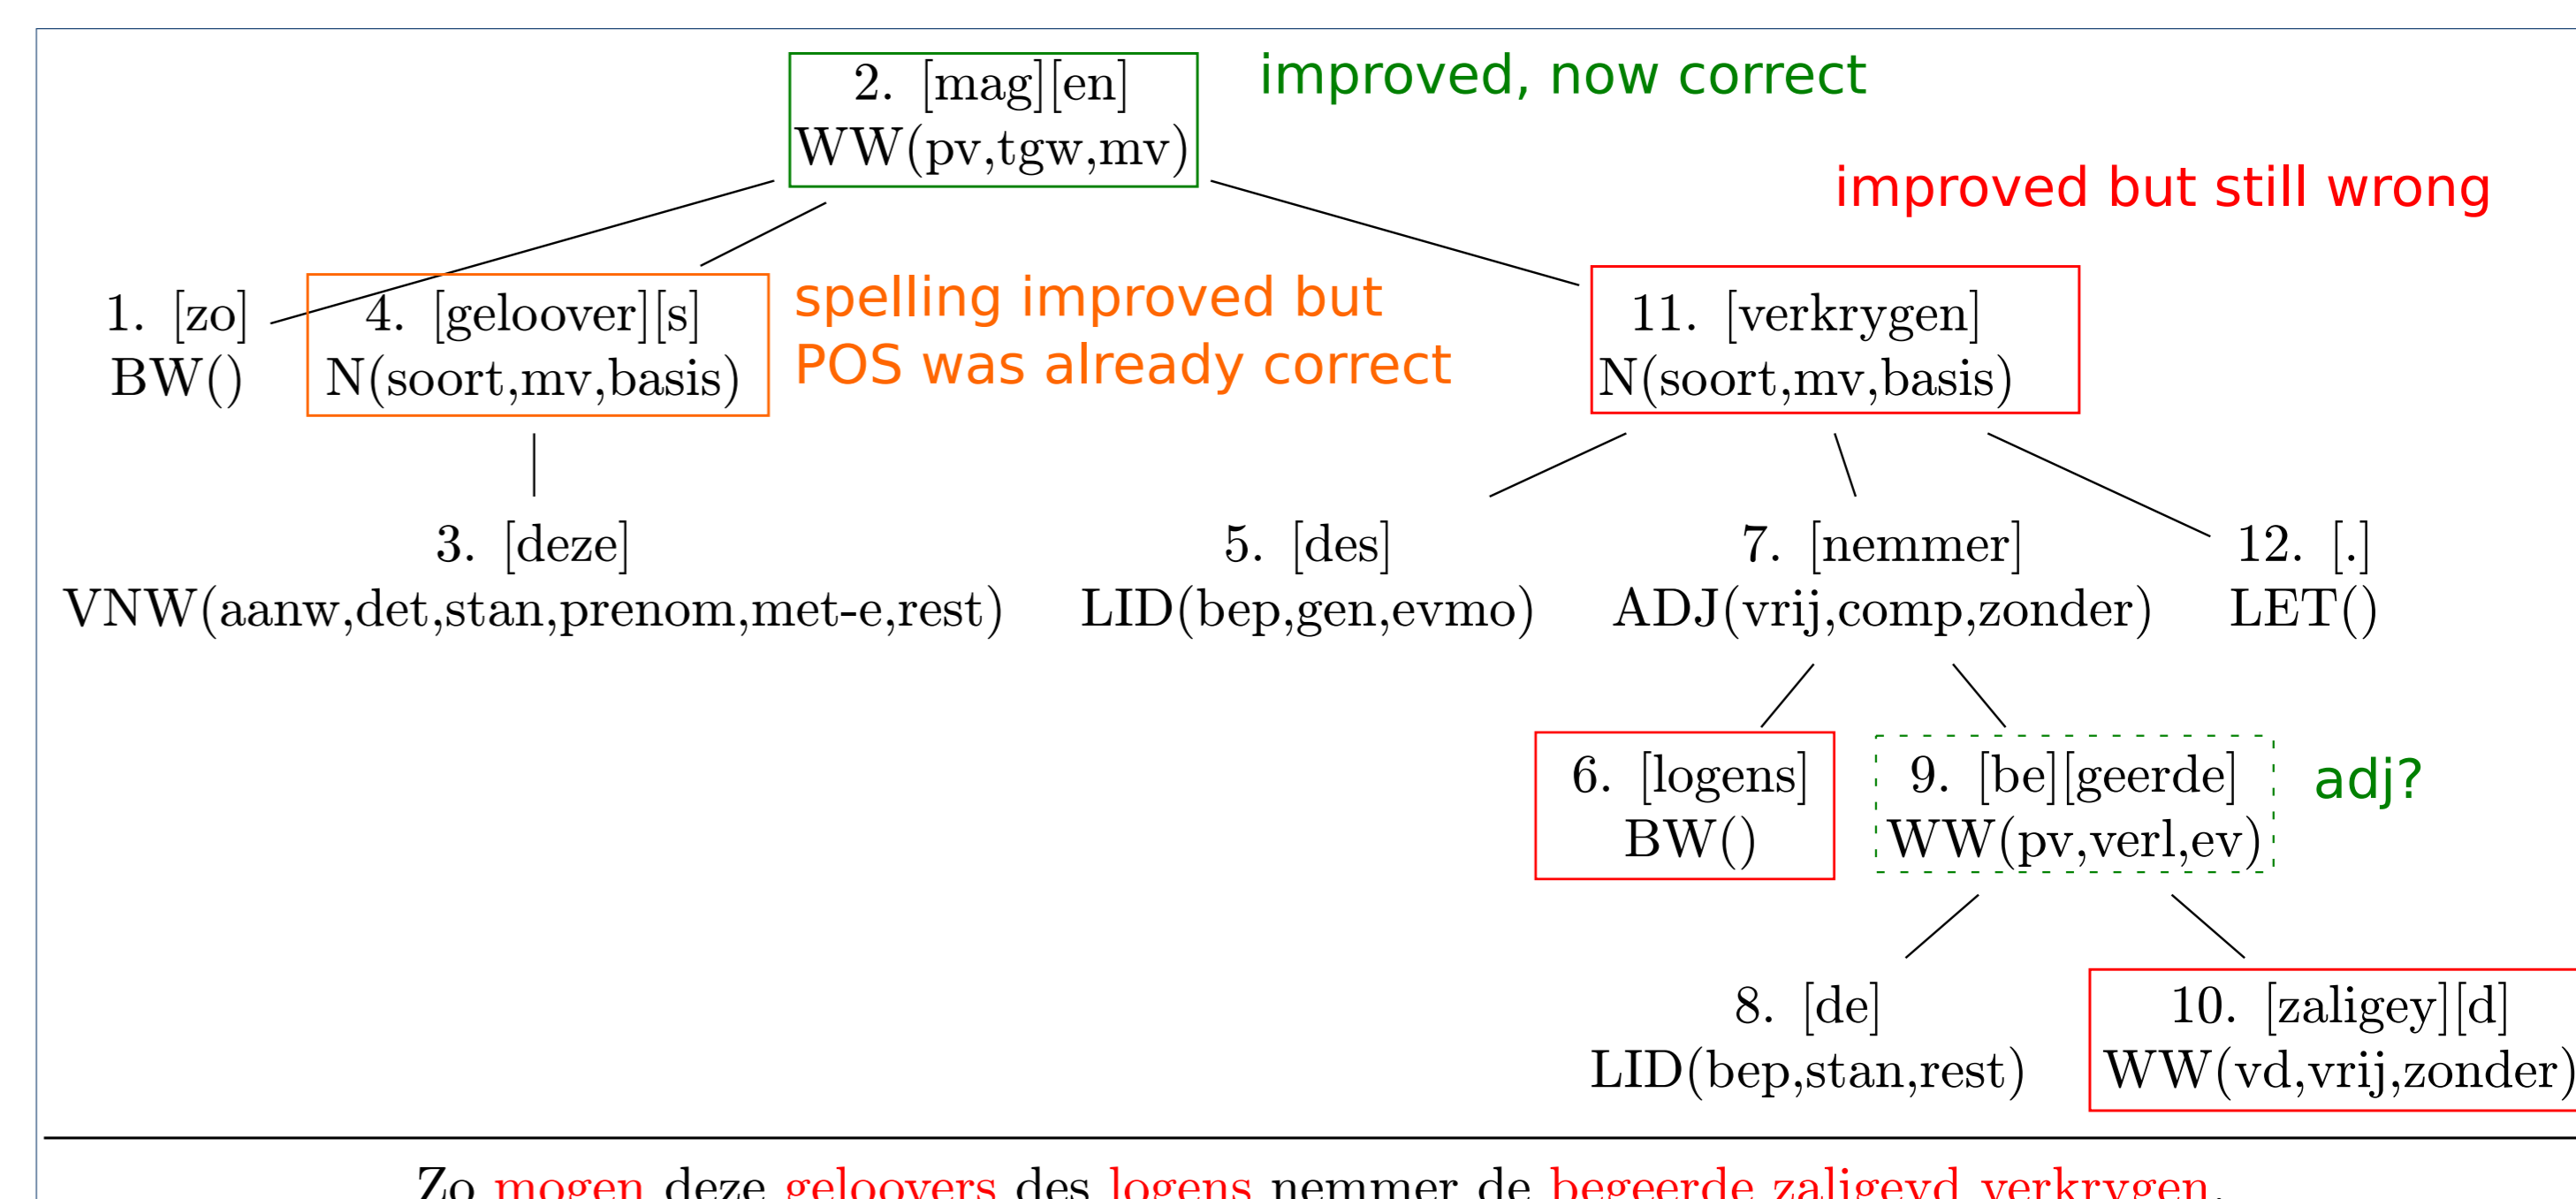 2. [mag][en]
WW(pv,tgw,mv)
improved, now correct
improved but still wrong
1. [zo]
BW()
4. [geloover][s]
N(soort,mv,basis)
spelling improved but
POS was already correct
11. [verkrygen]
N(soort,mv,basis)
3. [deze]
VNW(aanw,det,stan,prenom,met-e,rest)
5. [des]
LID(bep,gen,evmo)
7. [nemmer]
ADJ(vrij,comp,zonder)
12. [.]
LET()
6. [logens]
BW()
9. [be][geerde]
WW(pv,verl,ev)
adj?
8. [de]
LID(bep,stan,rest)
10. [zaligey][d]
WW(vd,vrij,zonder)
Zo mogen deze geloovers des logens nemmer de begeerde zaligeyd verkrygen.